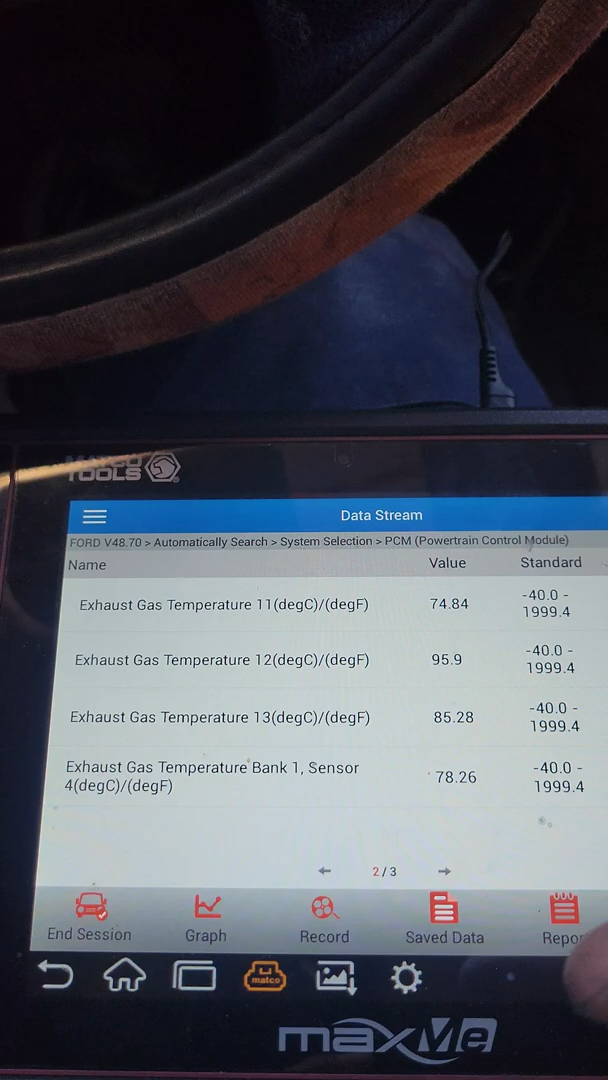 MATCO
TOOLS
Data Stream
FORD V48.70 > Automatically Search > System Selection > PCM (Powertrain Control Module)
Name Value Standard
Exhaust Gas Temperature 11(degC)/(degF) 74.84 -40.0 -
1999.4
Exhaust Gas Temperature 12(degC)/(degF) 95.9 -40.0 -
1999.4
Exhaust Gas Temperature 13(degC)/(degF) 85.28 -40.0 -
1999.4
Exhaust Gas Temperature Bank 1, Sensor
4(degC)/(degF) 78.26 -40.0 -
1999.4
2/3
End Session Graph Record Saved Data Repor
matco
maxMe